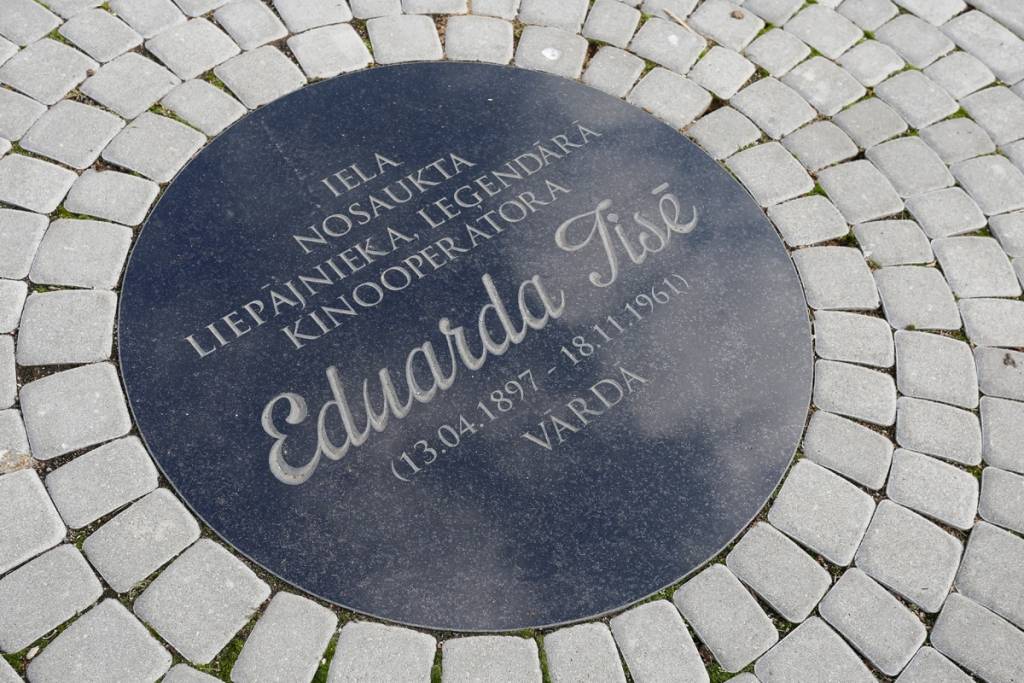 IELA
NOSAUKTA
LIEPĀJNIEKA, LEĢENDĀRĀ
KINOOPERATORA
Eduarda Tisē
(13.04.1897 - 18.11.1961)
VĀRDĀ